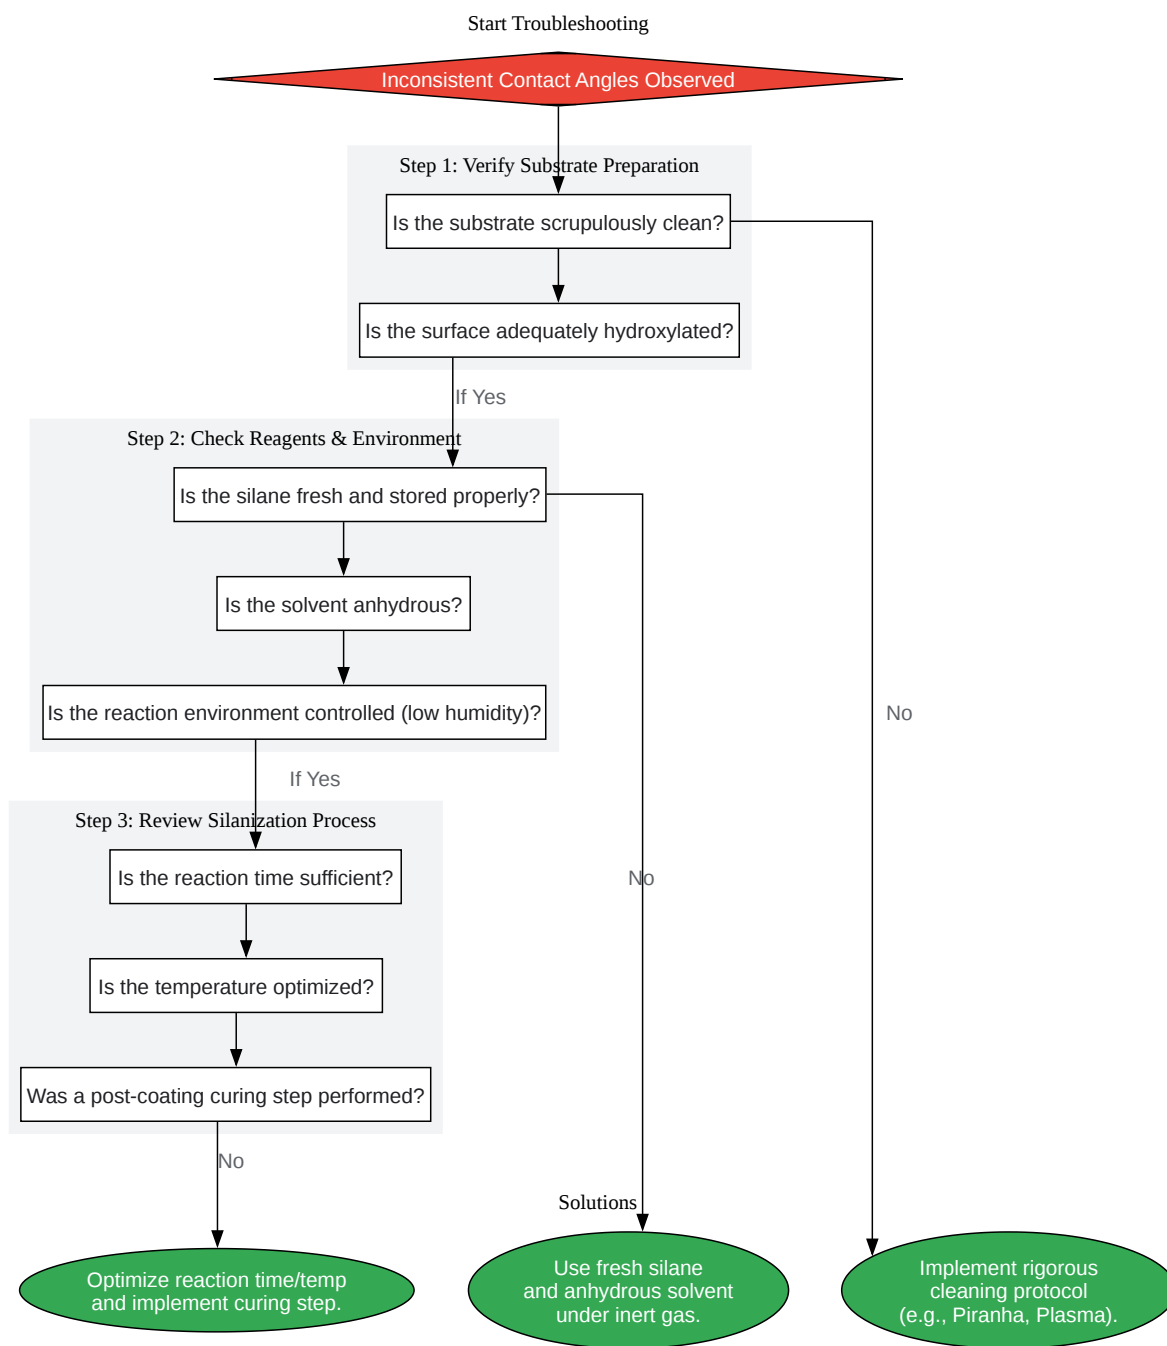 Start Troubleshooting
Inconsistent Contact Angles Observed
Step 1: Verify Substrate Preparation
Is the substrate scrupulously clean?
Is the surface adequately hydroxylated?
If Yes
Step 2: Check Reagents & Environment
Is the silane fresh and stored properly?
Is the solvent anhydrous?
Is the reaction environment controlled (low humidity)?
No
If Yes
Step 3: Review Silanization Process
Is the reaction time sufficient?
No
Is the temperature optimized?
Was a post-coating curing step performed?
No
Solutions
Optimize reaction time/temp
and implement curing step.
Use fresh silane
and anhydrous solvent
under inert gas.
Implement rigorous
cleaning protocol
(e.g., Piranha, Plasma).